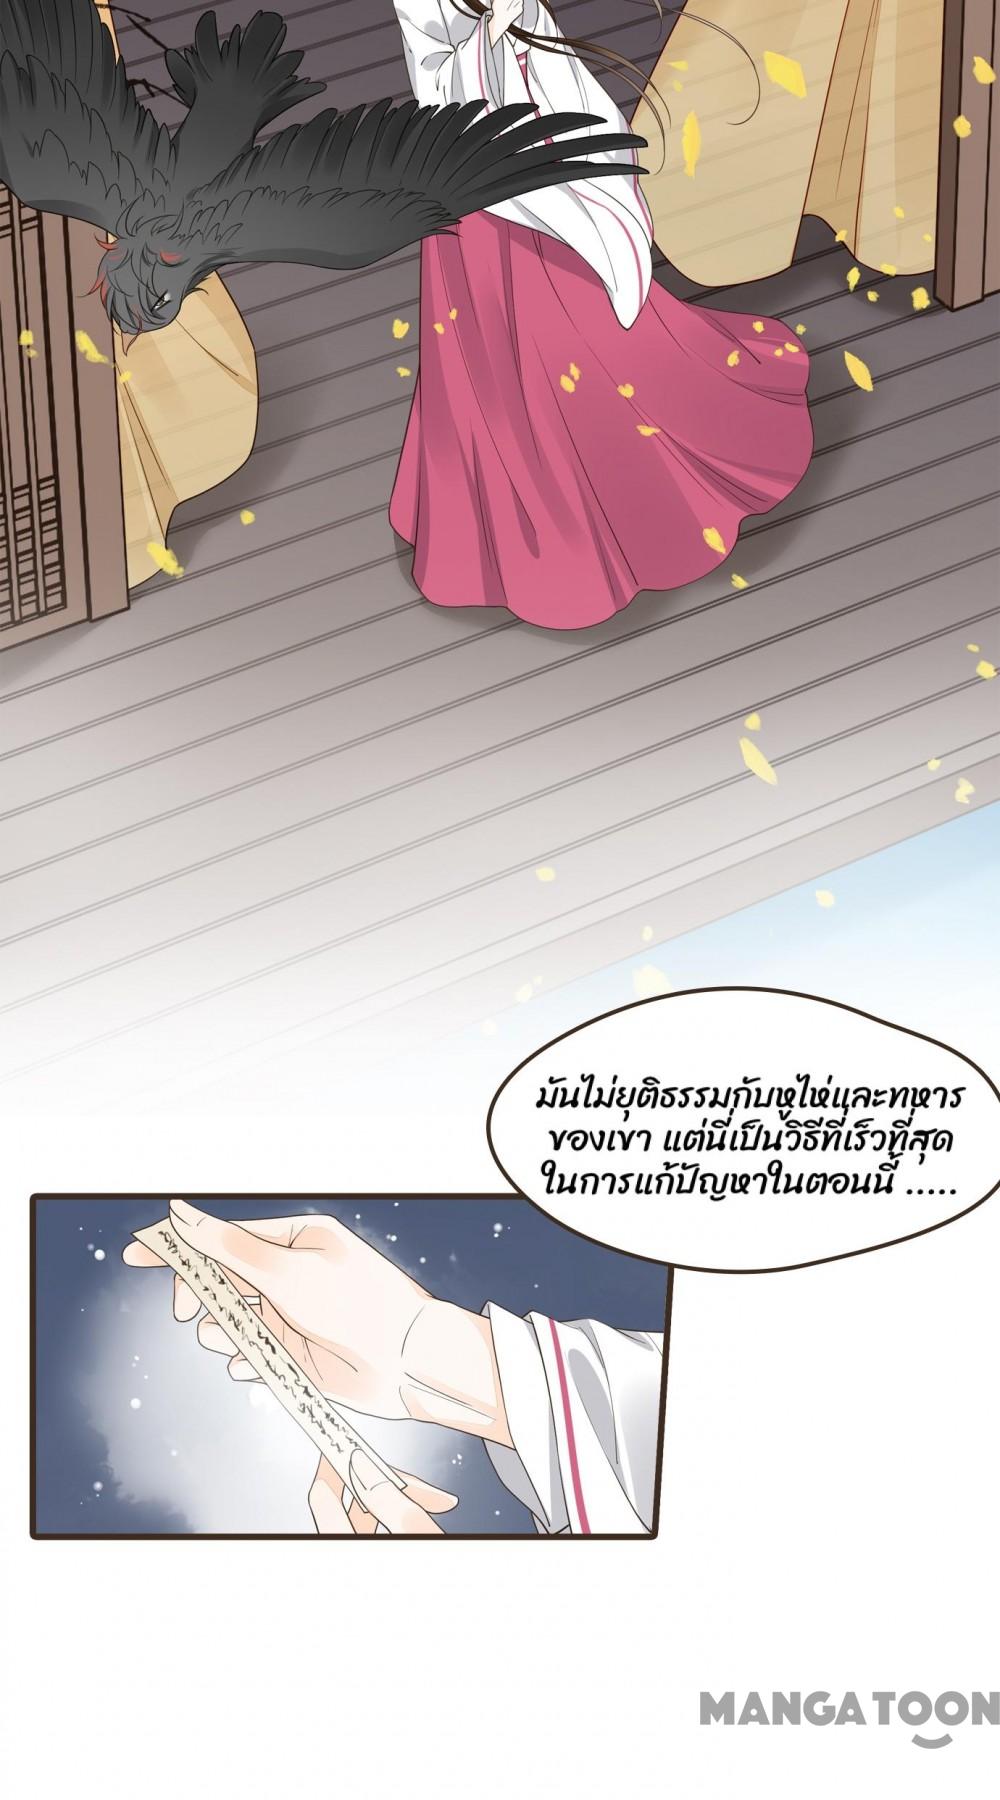 มันไม่ยุติธรรมกับหูไห่และทหาร
ของเขา แต่นี่เป็นวิธีที่เร็วที่สุด
ในการแก้ปัญหาในตอนนี้ .....
MANGATOON